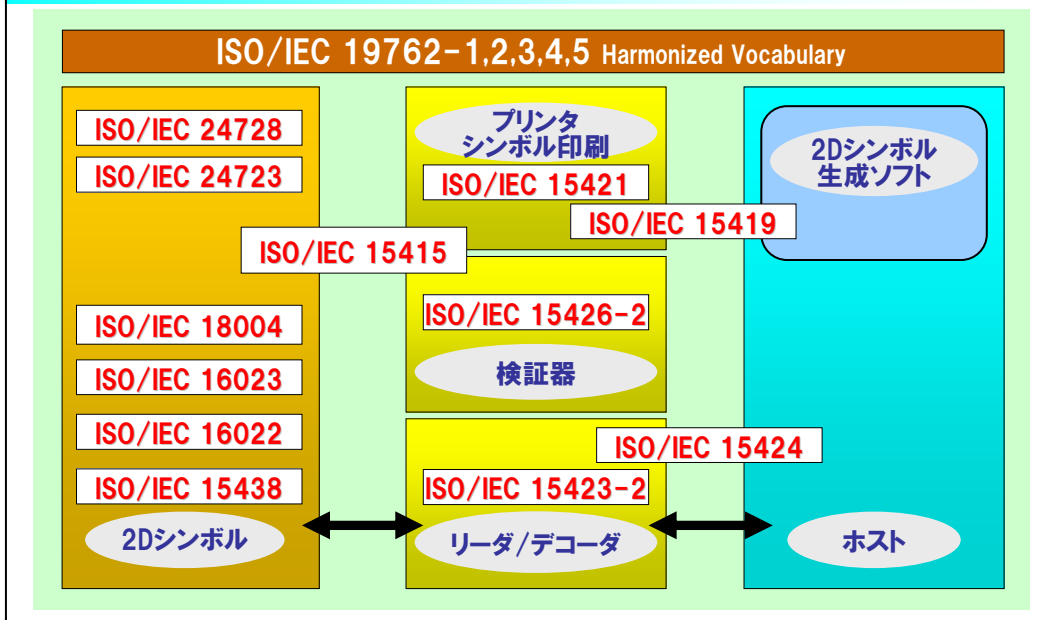 ISO/IEC 19762-1,2,3,4,5 Harmonized Vocabulary
ISO/IEC 24728
ISO/IEC 24723
ISO/IEC 15415
ISO/IEC 18004
ISO/IEC 16023
ISO/IEC 16022
ISO/IEC 15438
2Dシンボル
プリンタ
シンボル印刷
ISO/IEC 15421
ISO/IEC 15419
ISO/IEC 15426-2
検証器
ISO/IEC 15424
ISO/IEC 15423-2
リーダ/デコーダ
2Dシンボル
生成ソフト
ホスト